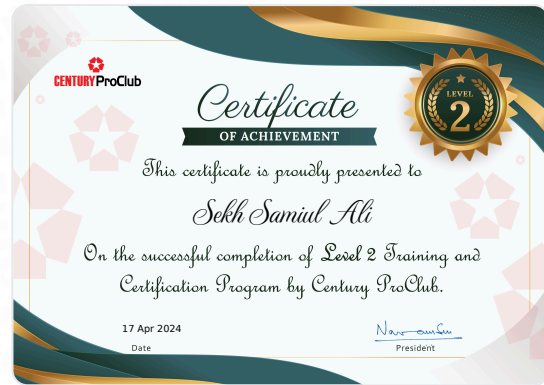 CENTURY ProClub
LEVEL
2
Certificate
OF ACHIEVEMENT
This certificate is proudly presented to
Sekh Samiul Ali
On the successful completion of Level 2 Training and
Certification Program by Century ProClub.
17 Apr 2024
Date
President